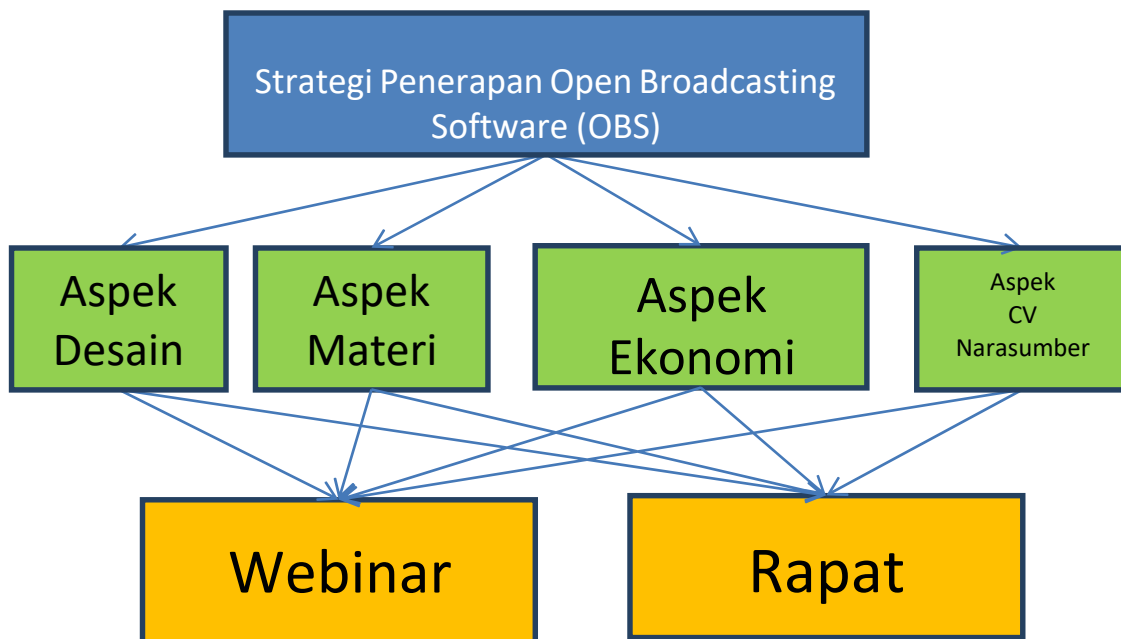 Strategi Penerapan Open Broadcasting
Software (OBS)
Aspek
Desain
Aspek
Materi
Aspek
Ekonomi
Aspek
CV
Narasumber
Webinar
Rapat